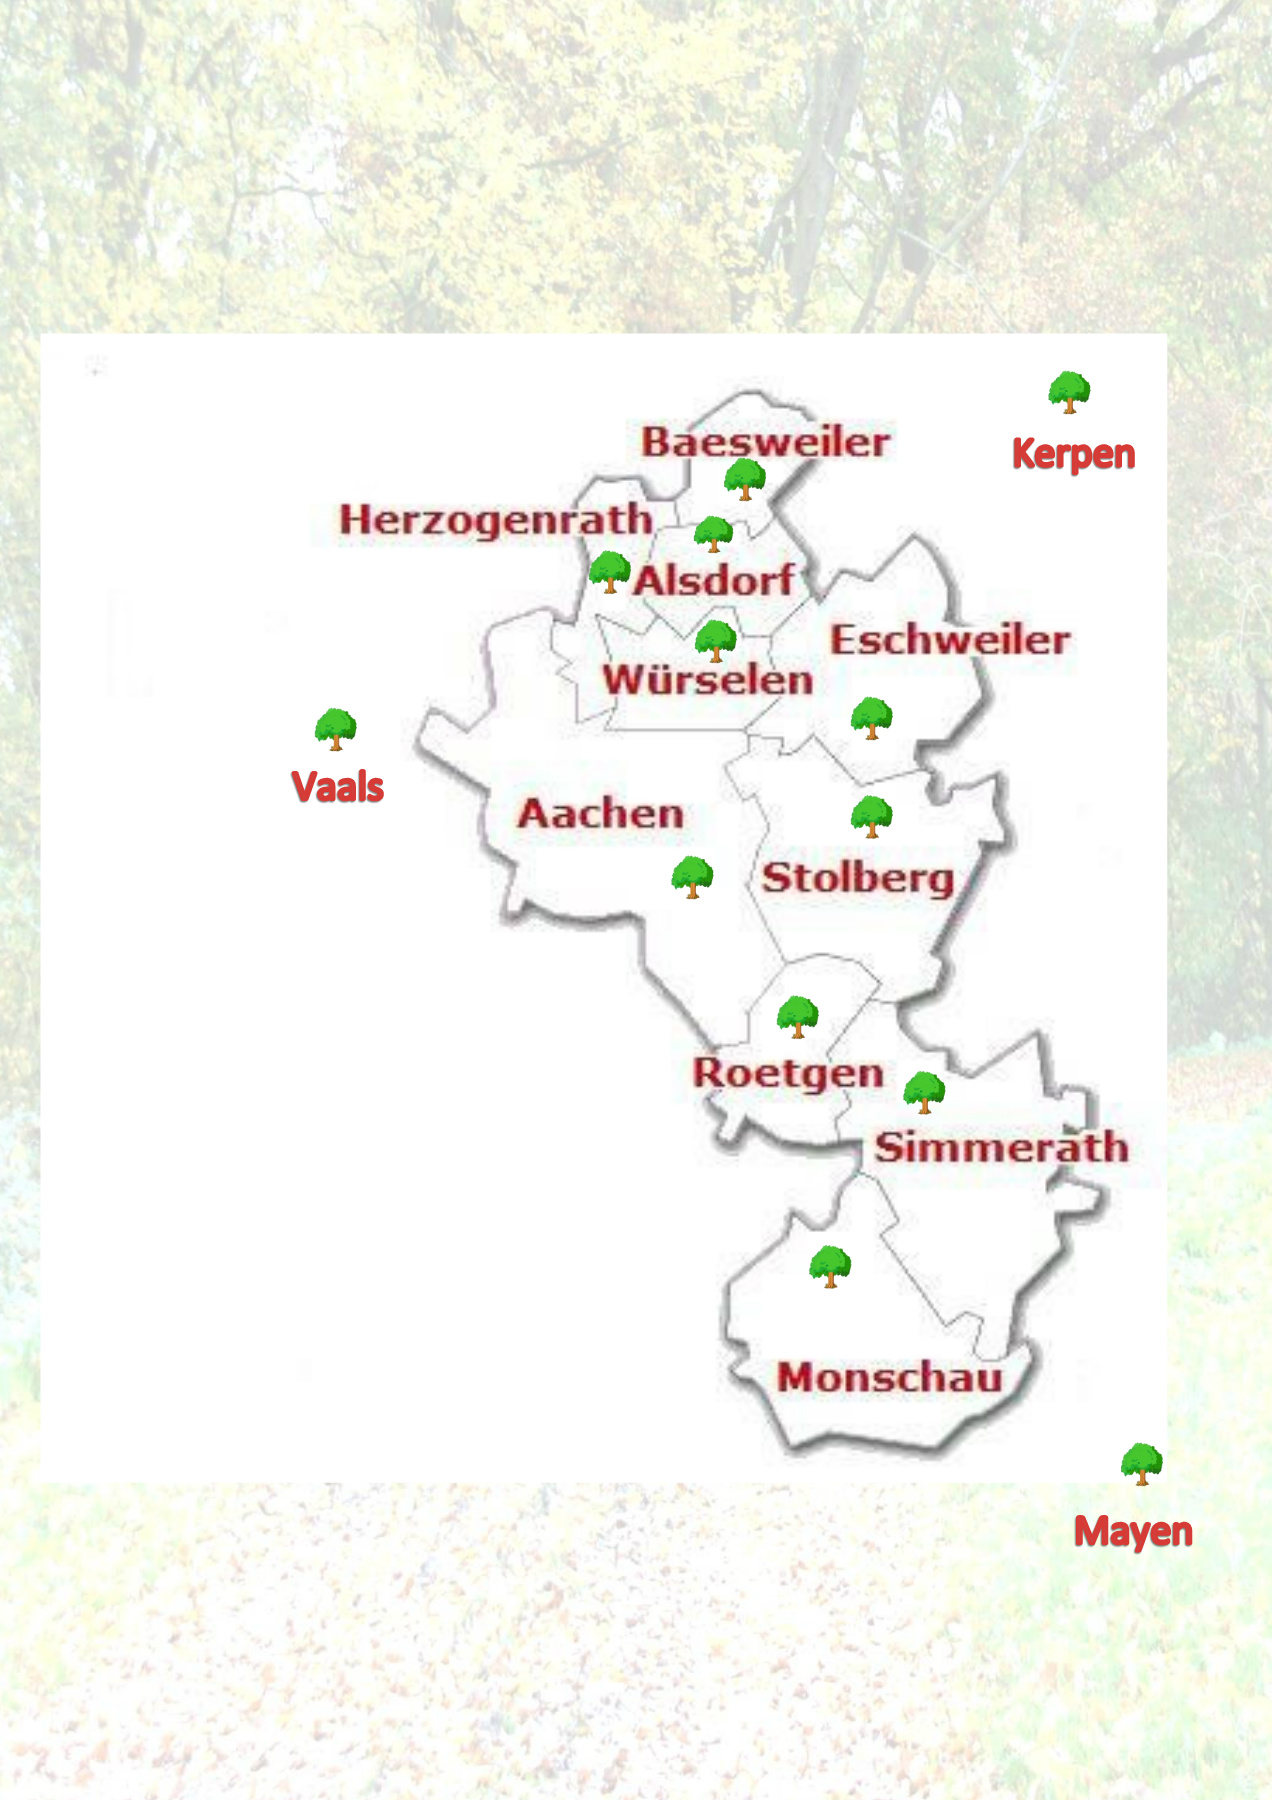 Baesweiler
Kerpen
Herzogenrath
Alsdorf
Eschweiler
Würselen
Vaals
Aachen
Stolberg
Roetgen
Simmerath
Monschau
Mayen